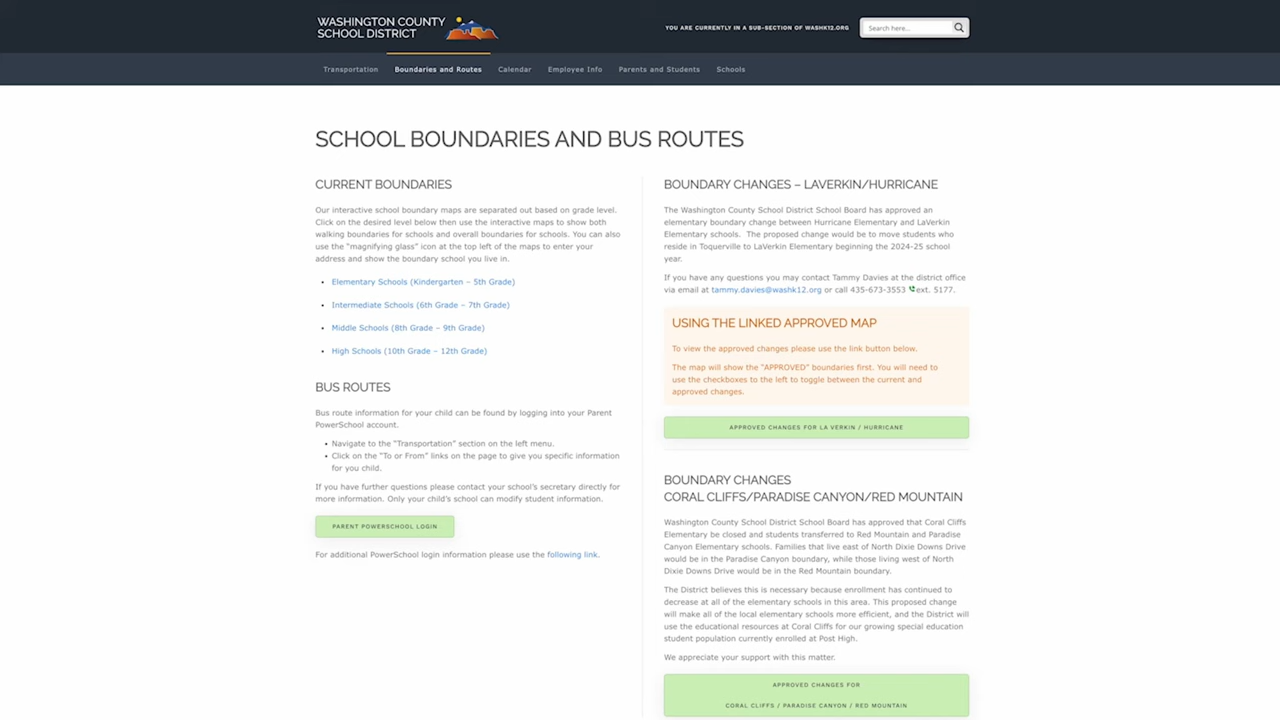 WASHINGTON COUNTY
SCHOOL DISTRICT
YOU ARE CURRENTLY IN A SUB-SECTION OF WASHK12.ORG
Search here...
Transportation
Boundaries and Routes
Calendar
Employee Info
Parents and Students
Schools
SCHOOL BOUNDARIES AND BUS ROUTES
CURRENT BOUNDARIES
Our interactive school boundary maps are separated out based on grade level.
Click on the desired level below then use the interactive maps to show both
walking boundaries for schools and overall boundaries for schools. You can also
use the "magnifying glass" icon at the top left of the maps to enter your
address and show the boundary school you live in.
• Elementary Schools (Kindergarten – 5th Grade)
• Intermediate Schools (6th Grade – 7th Grade)
• Middle Schools (8th Grade – 9th Grade)
• High Schools (10th Grade – 12th Grade)
BUS ROUTES
Bus route information for your child can be found by logging into your Parent
PowerSchool account.
• Navigate to the "Transportation" section on the left menu.
• Click on the "To or From" links on the page to give you specific information
for you child.
If you have further questions please contact your school's secretary directly for
more information. Only your child's school can modify student information.
PARENT POWERSCHOOL LOGIN
For additional PowerSchool login information please use the following link.
BOUNDARY CHANGES – LAVERKIN/HURRICANE
The Washington County School District School Board has approved an
elementary boundary change between Hurricane Elementary and LaVerkin
Elementary schools. The proposed change would be to move students who
reside in Toquerville to LaVerkin Elementary beginning the 2024-25 school
year.
If you have any questions you may contact Tammy Davies at the district office
via email at tammy.davies@washk12.org or call 435-673-3553 ext. 5177.
USING THE LINKED APPROVED MAP
To view the approved changes please use the link button below.
The map will show the "APPROVED" boundaries first. You will need to
use the checkboxes to the left to toggle between the current and
approved changes.
APPROVED CHANGES FOR LA VERKIN / HURRICANE
BOUNDARY CHANGES
CORAL CLIFFS/PARADISE CANYON/RED MOUNTAIN
Washington County School District School Board has approved that Coral Cliffs
Elementary be closed and students transferred to Red Mountain and Paradise
Canyon Elementary schools. Families that live east of North Dixie Downs Drive
would be in the Paradise Canyon boundary, while those living west of North
Dixie Downs Drive would be in the Red Mountain boundary.
The District believes this is necessary because enrollment has continued to
decrease at all of the elementary schools in this area. This proposed change
will make all of the local elementary schools more efficient, and the District will
use the educational resources at Coral Cliffs for our growing special education
student population currently enrolled at Post High.
We appreciate your support with this matter.
APPROVED CHANGES FOR
CORAL CLIFFS / PARADISE CANYON / RED MOUNTAIN